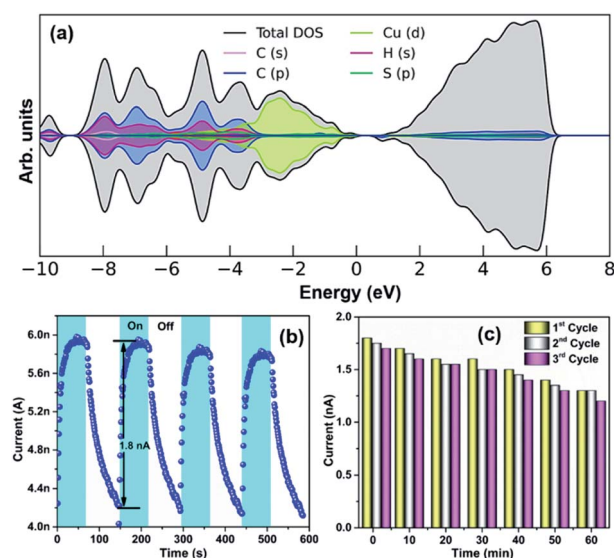 (a)
Total DOS
C (s)
C (p)
Cu (d)
H (s)
S (p)
Arb. units
−10 −8 −6 −4 −2 0 2 4 6 8
Energy (eV)
(b)
On Off
1.8 nA
6.0n
5.6n
5.2n
4.8n
4.4n
4.0n
Current (A)
0 100 200 300 400 500 600
Time (s)
(c)
1st Cycle
2nd Cycle
3rd Cycle
2.0
1.5
1.0
0.5
0.0
Current (nA)
0 10 20 30 40 50 60
Time (min)